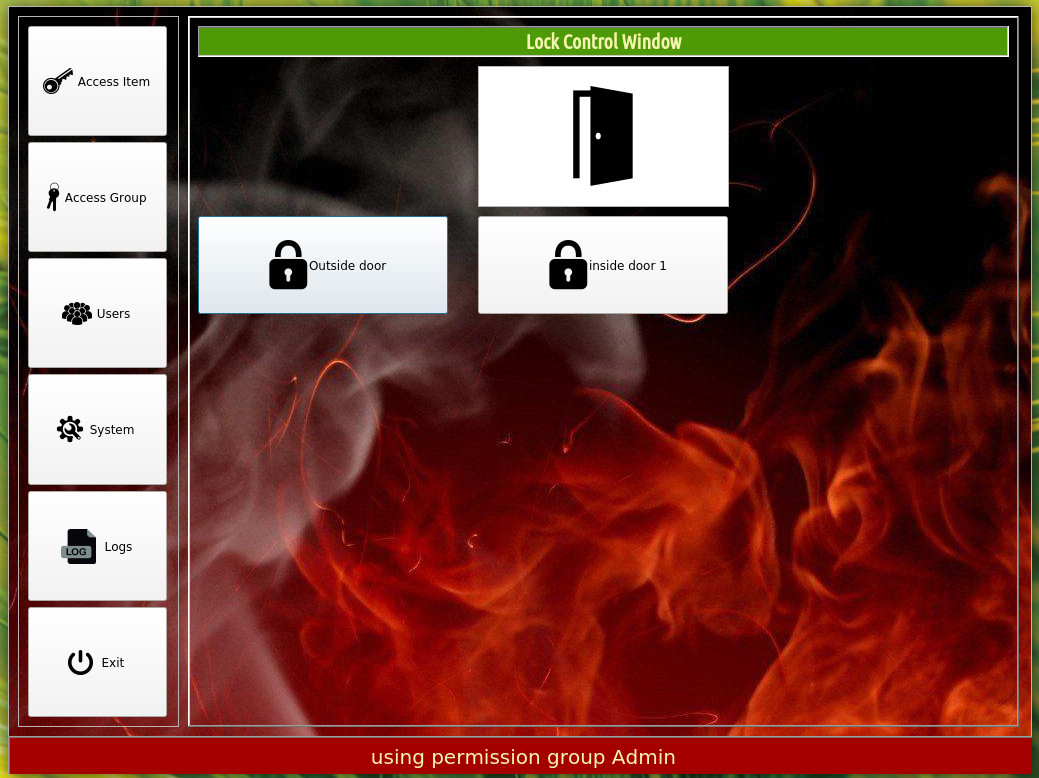 Lock Control Window
Access Item
Access Group
Users
System
LOG
Logs
Exit
Outside door
inside door 1
using permission group Admin